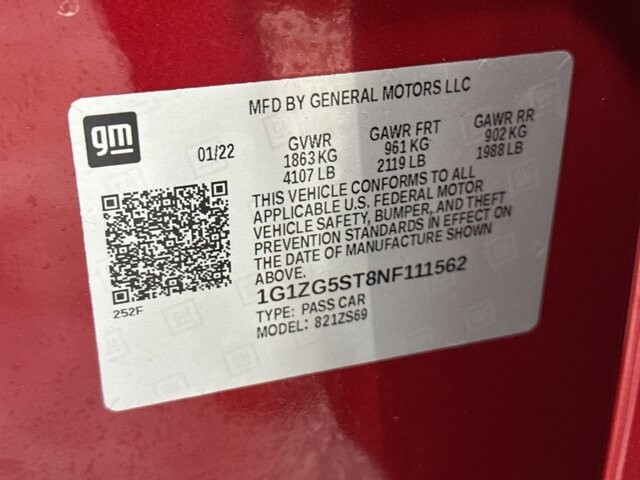 MFD BY GENERAL MOTORS LLC
gm
01/22
GVWR
1863 KG
4107 LB
GAWR FRT
961 KG
2119 LB
GAWR RR
902 KG
1988 LB
THIS VEHICLE CONFORMS TO ALL
APPLICABLE U.S. FEDERAL MOTOR
VEHICLE SAFETY, BUMPER, AND THEFT
PREVENTION STANDARDS IN EFFECT ON
THE DATE OF MANUFACTURE SHOWN
ABOVE.
1G1ZG5ST8NF111562
TYPE: PASS CAR
MODEL: 821ZS69
252F